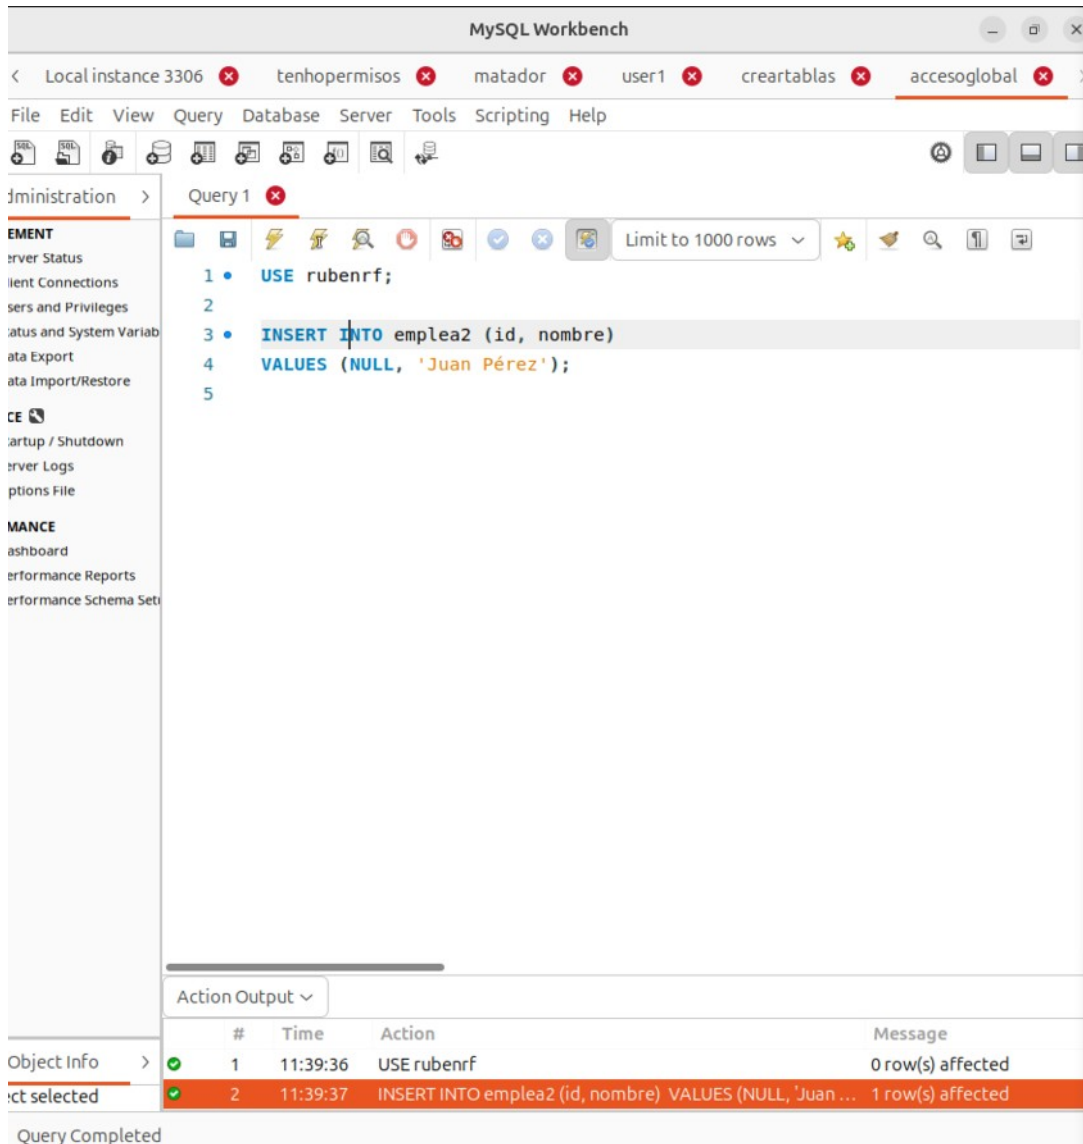 MySQL Workbench
Local instance 3306 tenhopermisos matador user1 creartablas accesoglobal
File Edit View Query Database Server Tools Scripting Help
dministration Query 1
EMENT
erver Status
Limit to 1000 rows
lient Connections
sers and Privileges
tatus and System Variab
ata Export
ata Import/Restore
CE
tartup / Shutdown
erver Logs
ptions File
MANCE
ashboard
erformance Reports
erformance Schema Setu
1 USE rubenrf;
2
3 INSERT INTO emplea2 (id, nombre)
4 VALUES (NULL, 'Juan Pérez');
5
Action Output
# Time Action Message
1 11:39:36 USE rubenrf 0 row(s) affected
2 11:39:37 INSERT INTO emplea2 (id, nombre) VALUES (NULL, 'Juan ... 1 row(s) affected
Object Info
ct selected
Query Completed